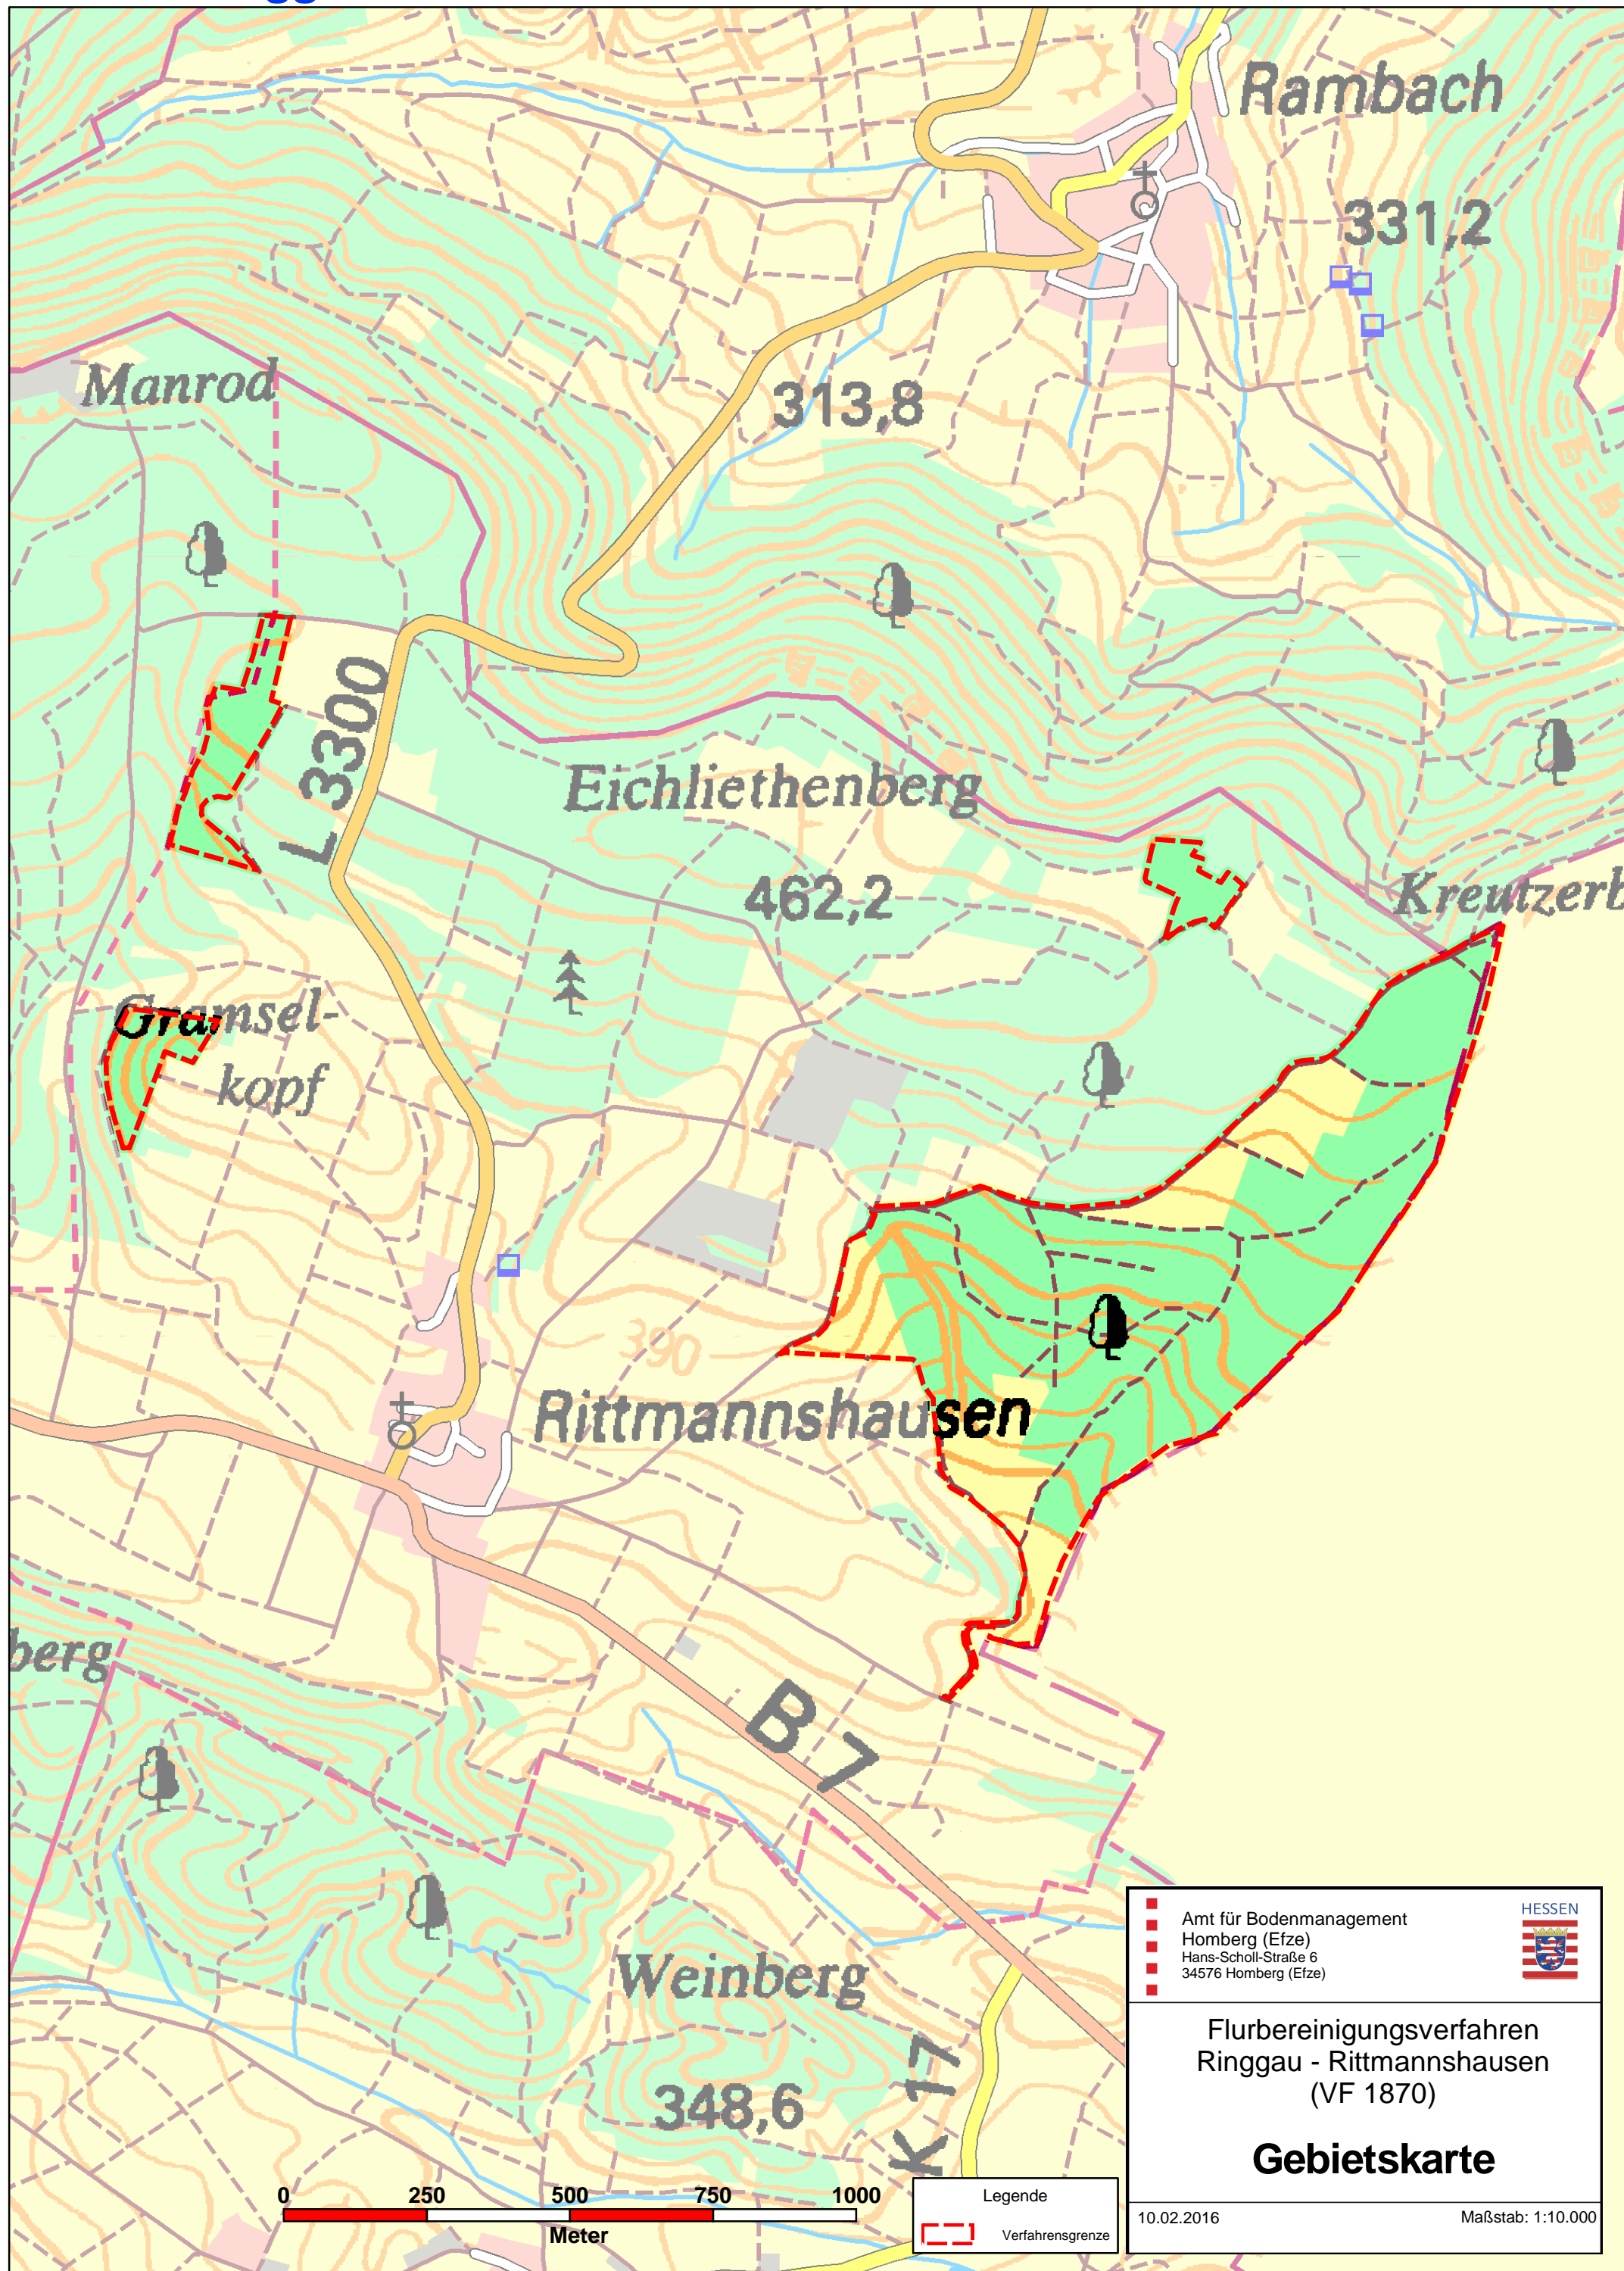 Rambach
331,2
Manrod
313,8
L 3300
Eichliethenberg
462,2
Kreutzerb
Gramsel-
kopf
390
Rittmannshausen
berg
B 7
Weinberg
348,6
K 17
0 250 500 750 1000
Meter
Legende
Verfahrensgrenze
Amt für Bodenmanagement
Homberg (Efze)
Hans-Scholl-Straße 6
34576 Homberg (Efze)
HESSEN
Flurbereinigungsverfahren
Ringgau - Rittmannshausen
(VF 1870)
Gebietskarte
10.02.2016 Maßstab: 1:10.000